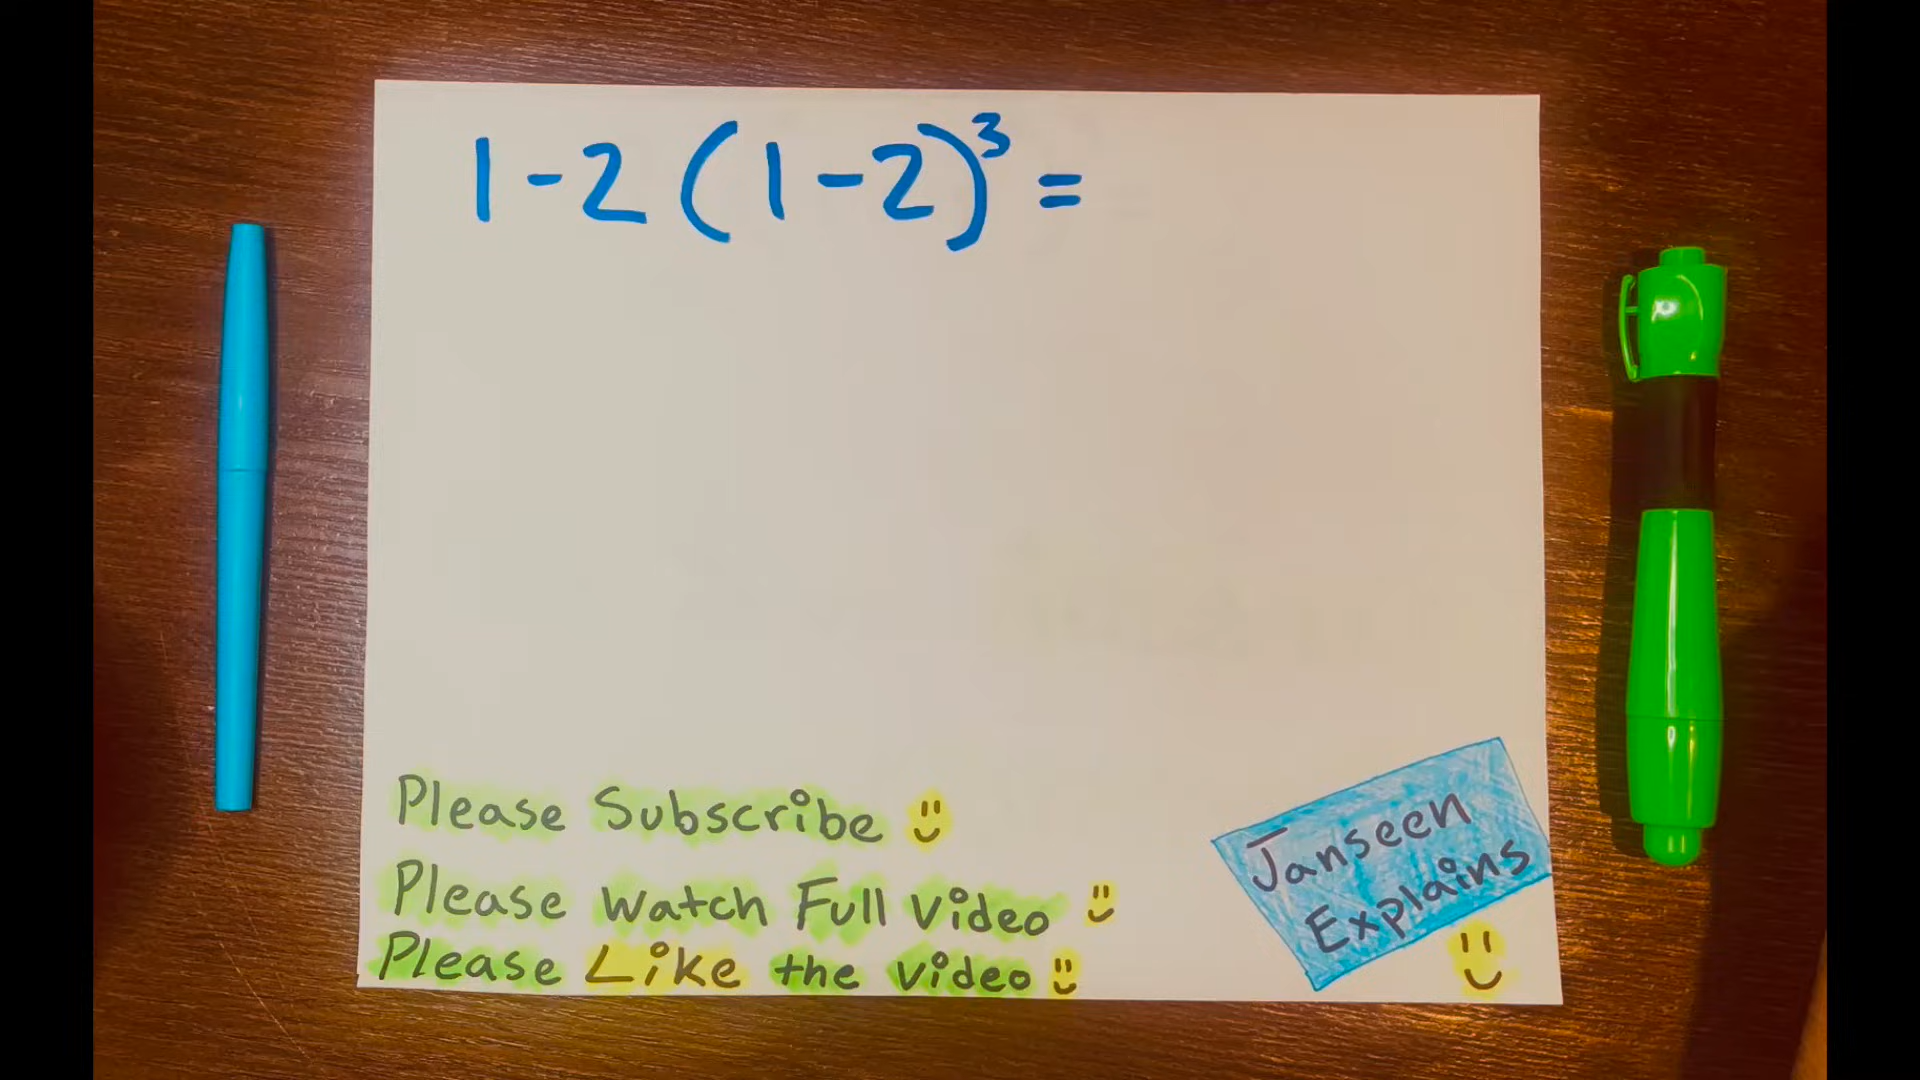 1-2(1-2)³=
Please Subscribe
Please Watch Full Video
Please Like the video
Janseen
Explains